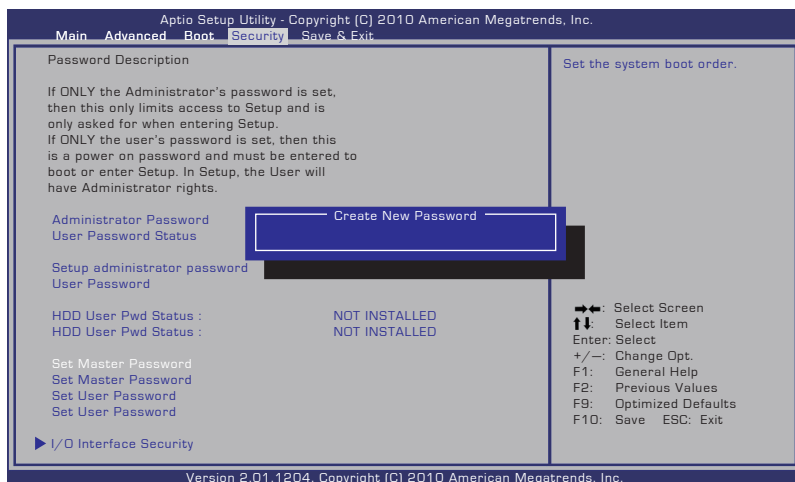 Aptio Setup Utility - Copyright (C) 2010 American Megatrends, Inc.
Main Advanced Boot Security Save & Exit
Password Description
If ONLY the Administrator's password is set,
then this only limits access to Setup and is
only asked for when entering Setup.
If ONLY the user's password is set, then this
is a power on password and must be entered to
boot or enter Setup. In Setup, the User will
have Administrator rights.
Administrator Password
User Password Status
Create New Password
Setup administrator password
User Password
HDD User Pwd Status : NOT INSTALLED
HDD User Pwd Status : NOT INSTALLED
Set Master Password
Set Master Password
Set User Password
Set User Password
I/O Interface Security
Set the system boot order.
→←: Select Screen
↑↓: Select Item
Enter: Select
+/—: Change Opt.
F1: General Help
F2: Previous Values
F9: Optimized Defaults
F10: Save ESC: Exit
Version 2.01.1204. Copyright (C) 2010 American Megatrends, Inc.